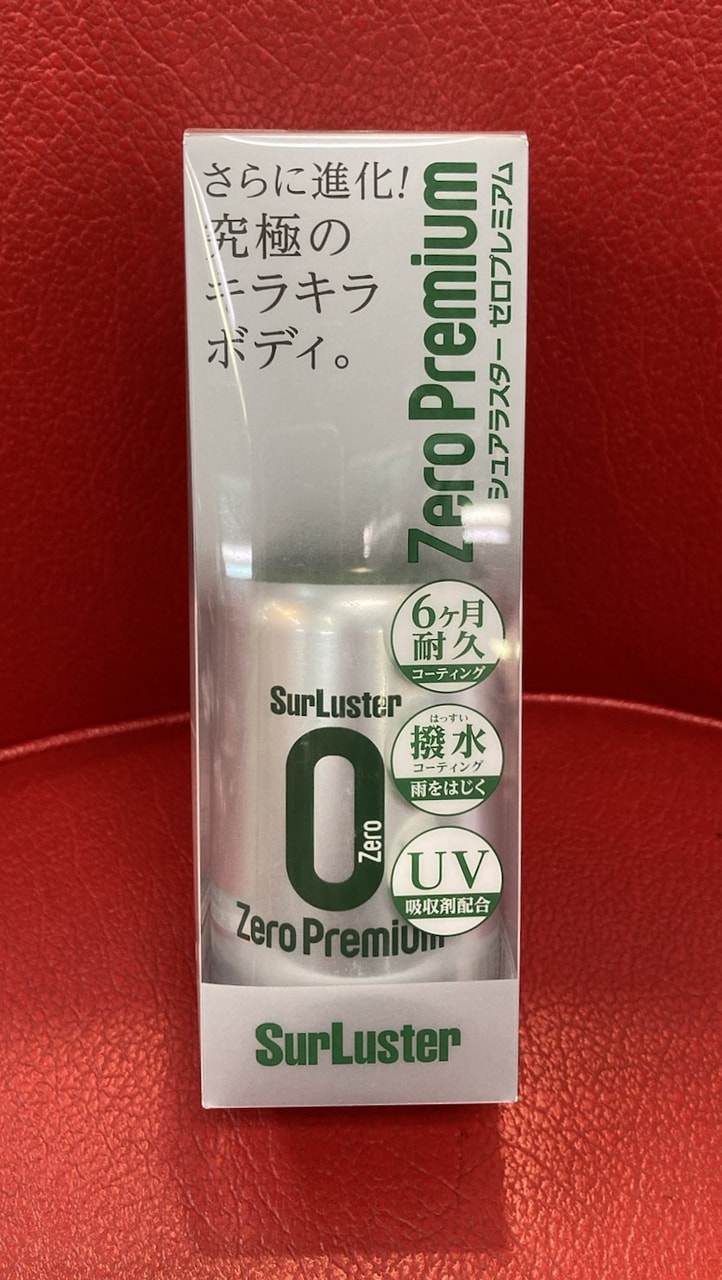 さらに進化!
究極の
キラキラ
ボディ。
Zero Premium
シュアラスター ゼロプレミアム
6ヶ月
耐久
コーティング
はっすい
撥水
コーティング
雨をはじく
UV
吸収剤配合
SurLuster
0
Zero
Zero Premium
SurLuster